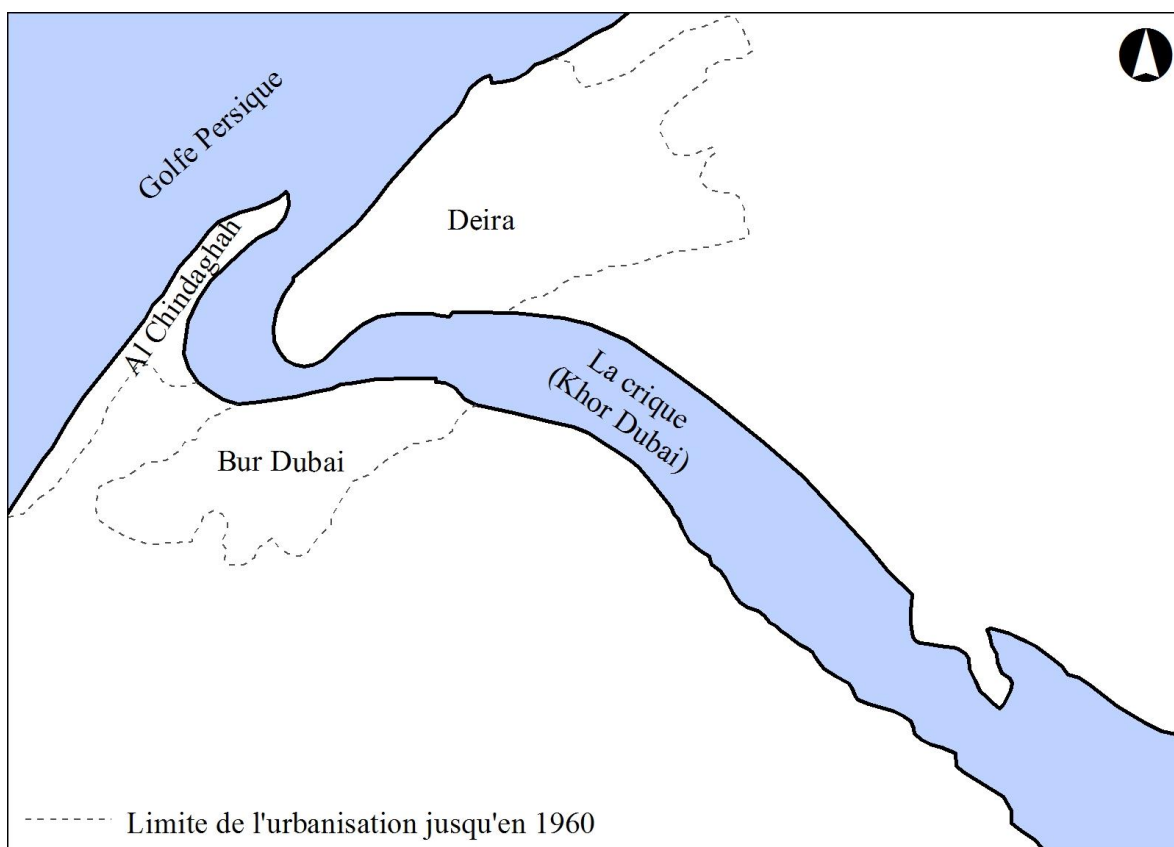 Golfe Persique
Deira
Al Chindaghah
La crique
(Khor Dubai)
Bur Dubai
Limite de l'urbanisation jusqu'en 1960